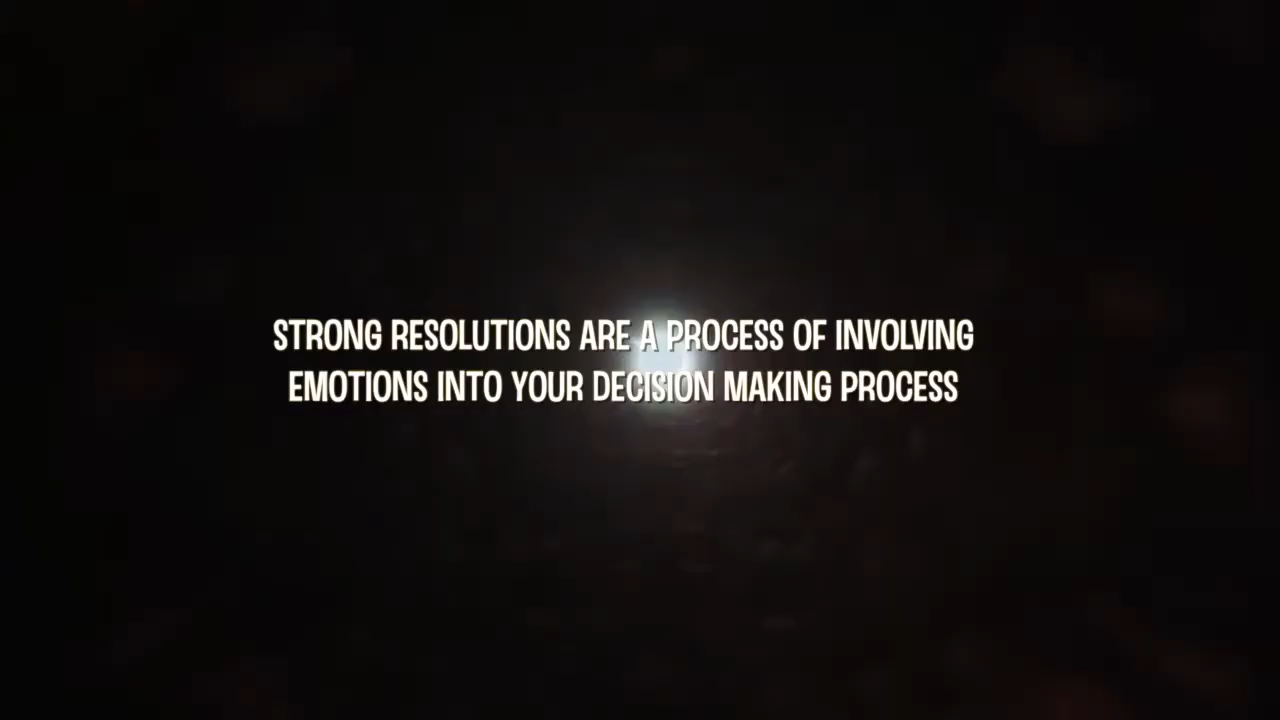 STRONG RESOLUTIONS ARE A PROCESS OF INVOLVING
EMOTIONS INTO YOUR DECISION MAKING PROCESS